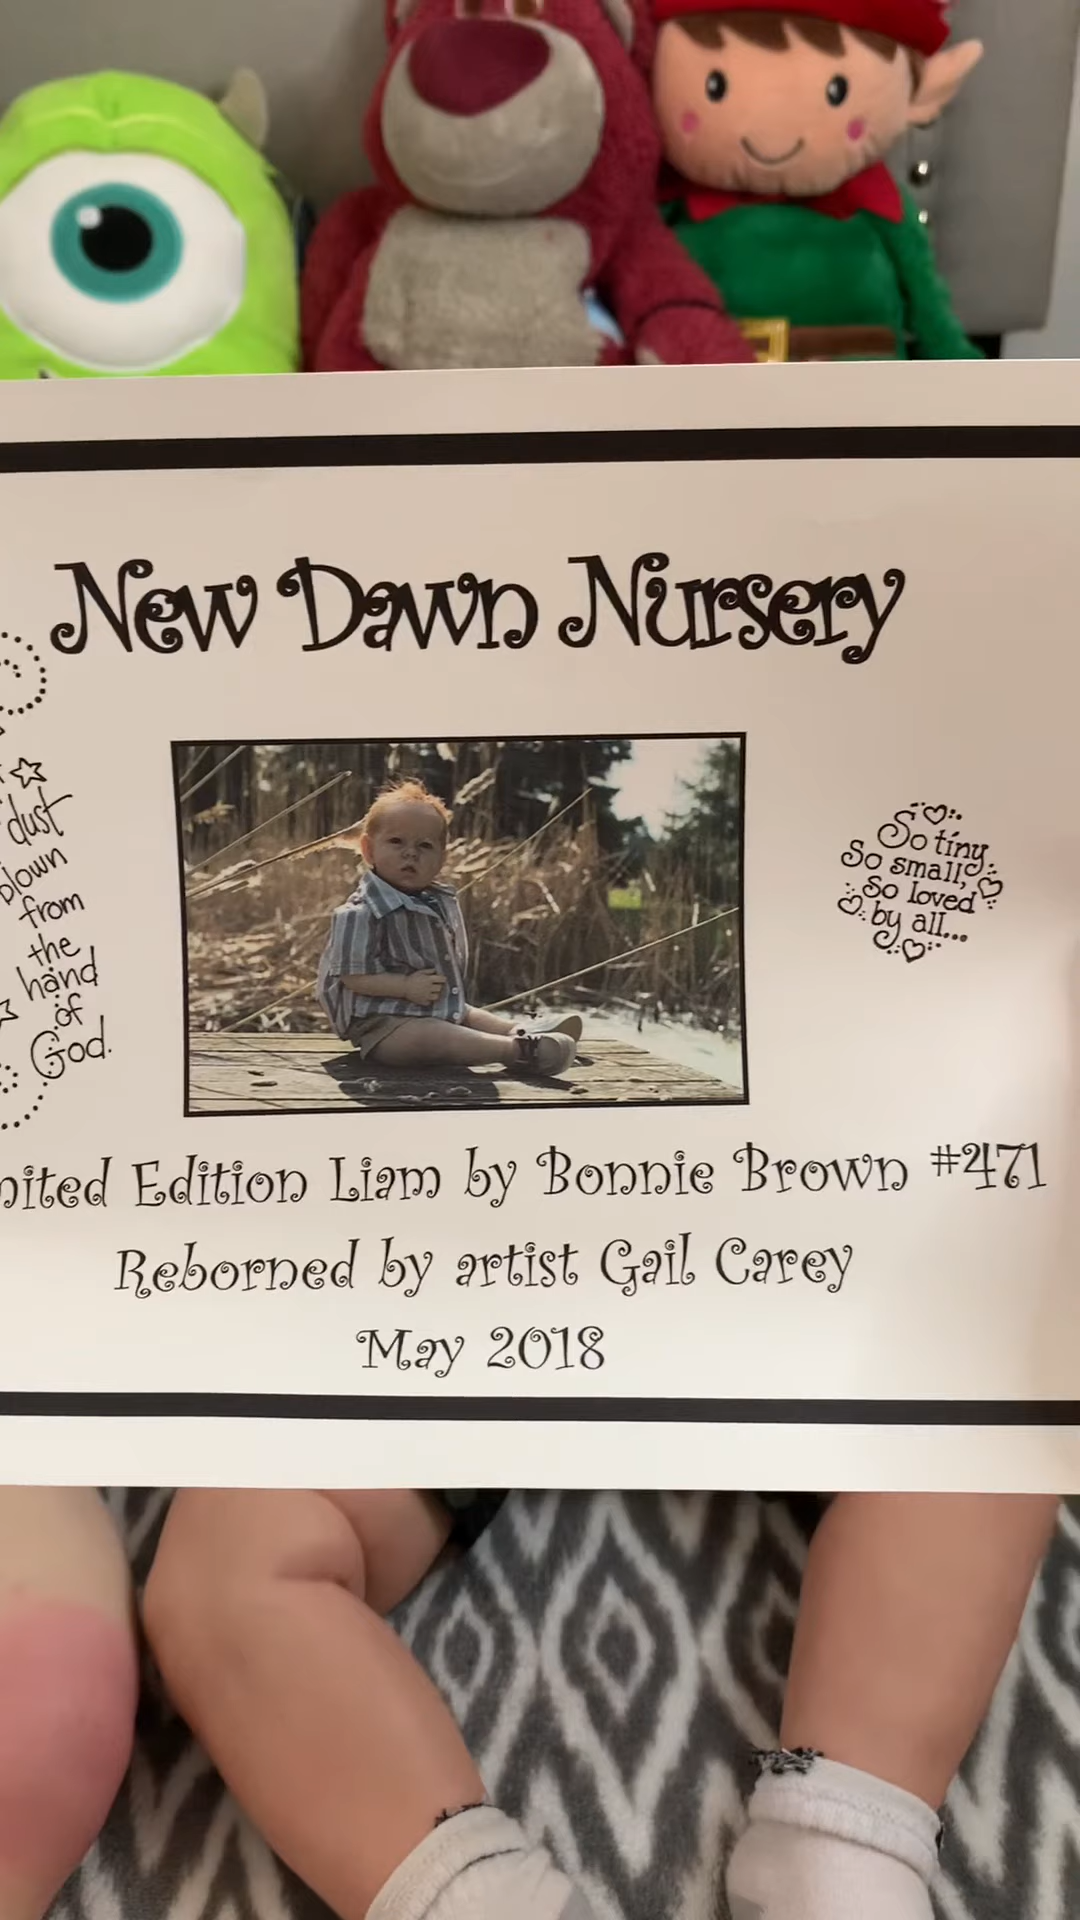 New Dawn Nursery
dust
blown
from
the
hand
of
God.
So tiny,
So small,
So loved
by all...
Edition Liam by Bonnie Brown #471
Reborned by artist Gail Carey
May 2018